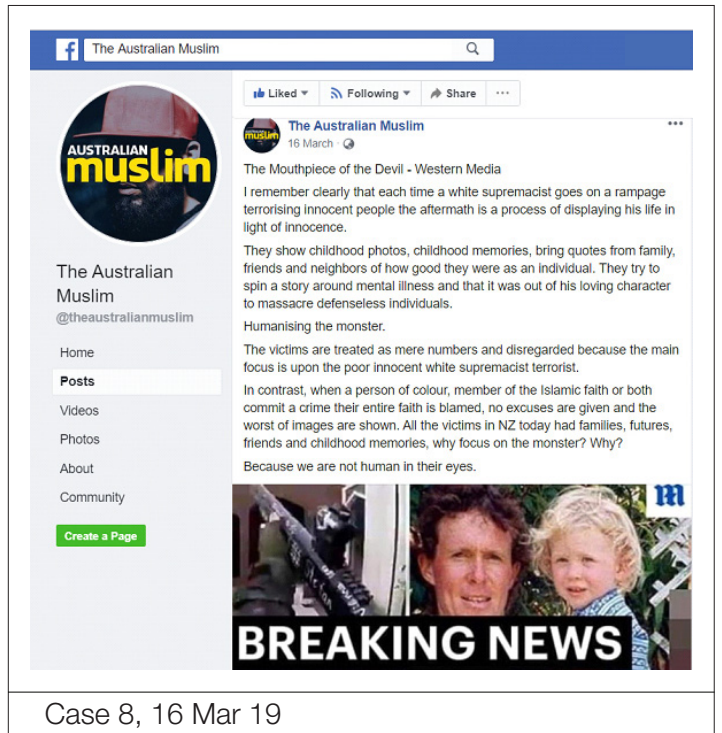 The Australian Muslim
Liked
Following
Share
AUSTRALIAN
muslim
The Australian
Muslim
@theaustralianmuslim
Home
Posts
Videos
Photos
About
Community
Create a Page
muslim
The Australian Muslim
16 March
The Mouthpiece of the Devil - Western Media
I remember clearly that each time a white supremacist goes on a rampage
terrorising innocent people the aftermath is a process of displaying his life in
light of innocence.
They show childhood photos, childhood memories, bring quotes from family,
friends and neighbors of how good they were as an individual. They try to
spin a story around mental illness and that it was out of his loving character
to massacre defenseless individuals.
Humanising the monster.
The victims are treated as mere numbers and disregarded because the main
focus is upon the poor innocent white supremacist terrorist.
In contrast, when a person of colour, member of the Islamic faith or both
commit a crime their entire faith is blamed, no excuses are given and the
worst of images are shown. All the victims in NZ today had families, futures,
friends and childhood memories, why focus on the monster? Why?
Because we are not human in their eyes.
BREAKING NEWS
Case 8, 16 Mar 19